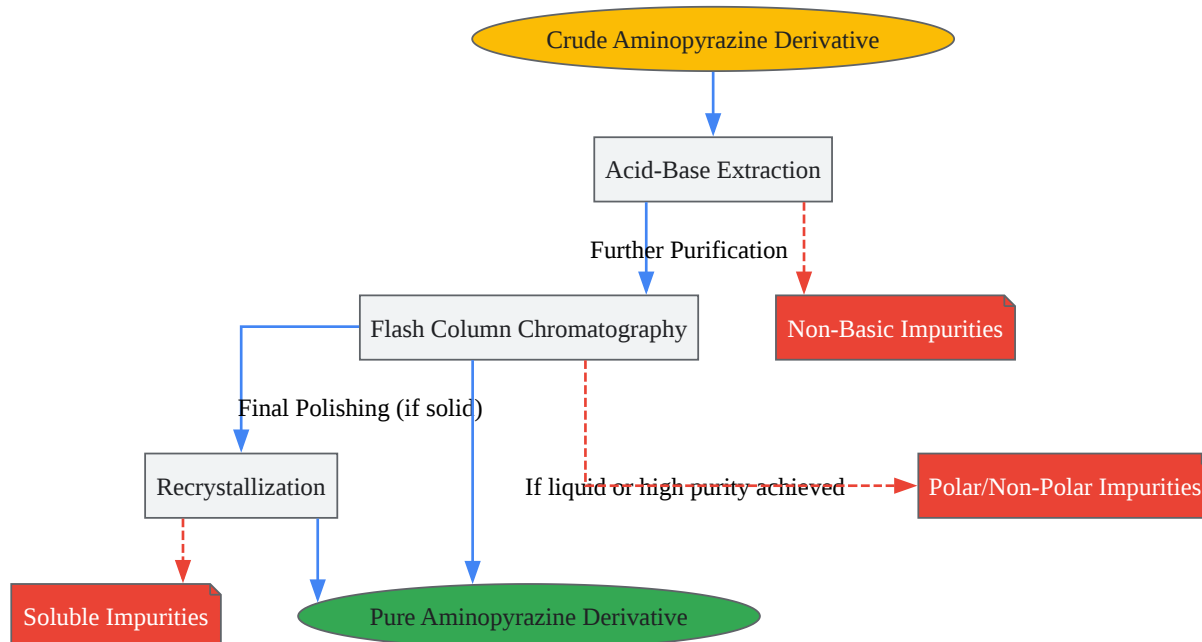 Crude Aminopyrazine Derivative
Acid-Base Extraction
Further Purification
Flash Column Chromatography
Non-Basic Impurities
Final Polishing (if solid)
Recrystallization
If liquid or high purity achieved
Polar/Non-Polar Impurities
Soluble Impurities
Pure Aminopyrazine Derivative